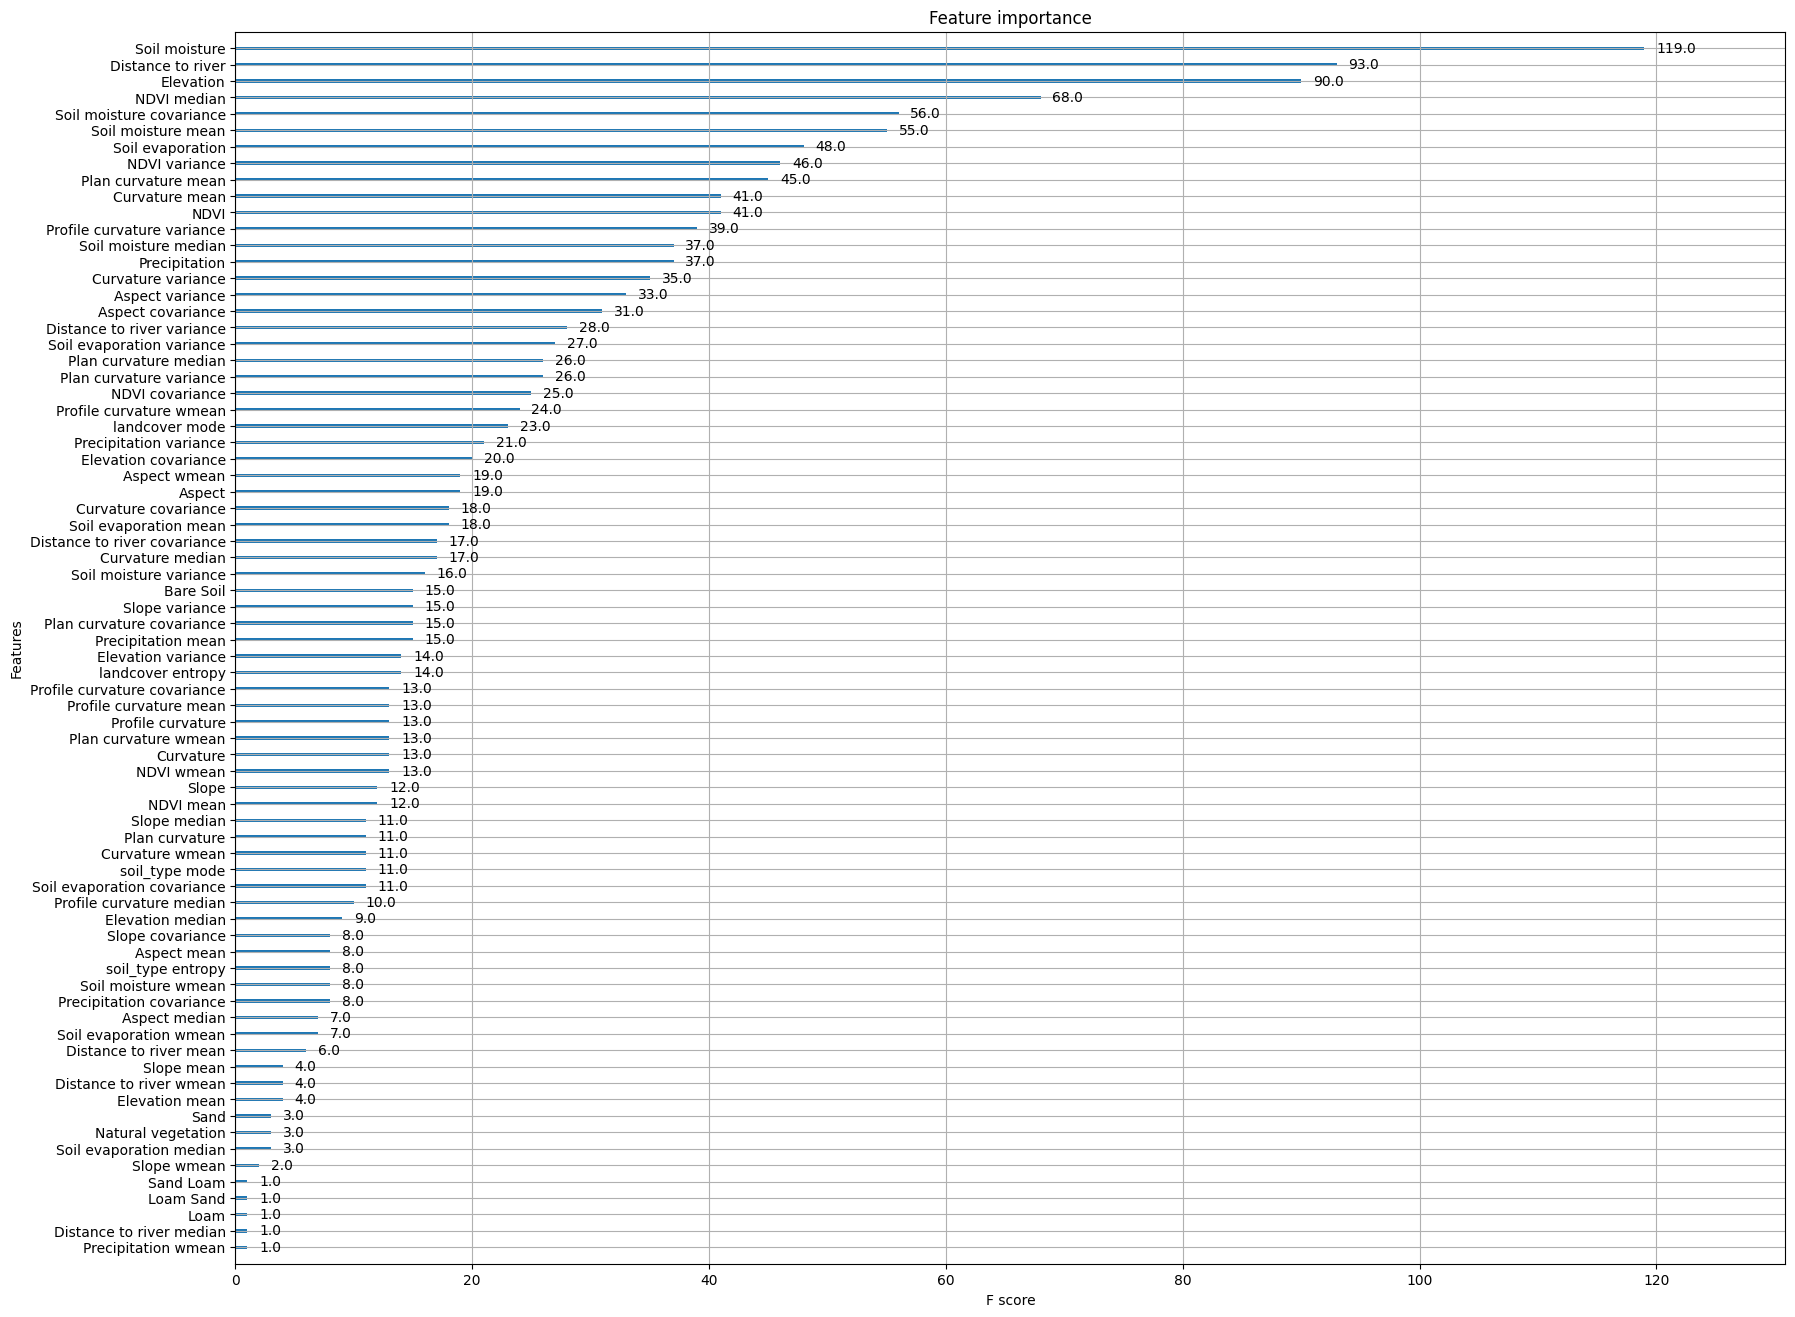 Feature importance
Soil moisture 119.0
Distance to river 93.0
Elevation 90.0
NDVI median 68.0
Soil moisture covariance 56.0
Soil moisture mean 55.0
Soil evaporation 48.0
NDVI variance 46.0
Plan curvature mean 45.0
Curvature mean 41.0
NDVI 41.0
Profile curvature variance 39.0
Soil moisture median 37.0
Precipitation 37.0
Curvature variance 35.0
Aspect variance 33.0
Aspect covariance 31.0
Distance to river variance 28.0
Soil evaporation variance 27.0
Plan curvature median 26.0
Plan curvature variance 26.0
NDVI covariance 25.0
Profile curvature wmean 24.0
landcover mode 23.0
Precipitation variance 21.0
Elevation covariance 20.0
Aspect wmean 19.0
Aspect 19.0
Curvature covariance 18.0
Soil evaporation mean 18.0
Distance to river covariance 17.0
Curvature median 17.0
Soil moisture variance 16.0
Bare Soil 15.0
Slope variance 15.0
Plan curvature covariance 15.0
Precipitation mean 15.0
Elevation variance 14.0
landcover entropy 14.0
Profile curvature covariance 13.0
Profile curvature mean 13.0
Profile curvature 13.0
Plan curvature wmean 13.0
Curvature 13.0
NDVI wmean 13.0
Slope 12.0
NDVI mean 12.0
Slope median 11.0
Plan curvature 11.0
Curvature wmean 11.0
soil_type mode 11.0
Soil evaporation covariance 11.0
Profile curvature median 10.0
Elevation median 9.0
Slope covariance 8.0
Aspect mean 8.0
soil_type entropy 8.0
Soil moisture wmean 8.0
Precipitation covariance 8.0
Aspect median 7.0
Soil evaporation wmean 7.0
Distance to river mean 6.0
Slope mean 4.0
Distance to river wmean 4.0
Elevation mean 4.0
Sand 3.0
Natural vegetation 3.0
Soil evaporation median 3.0
Slope wmean 2.0
Sand Loam 1.0
Loam Sand 1.0
Loam 1.0
Distance to river median 1.0
Precipitation wmean 1.0
Features
0 20 40 60 80 100 120
F score